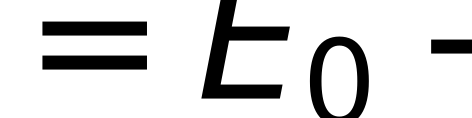 = E₀ -